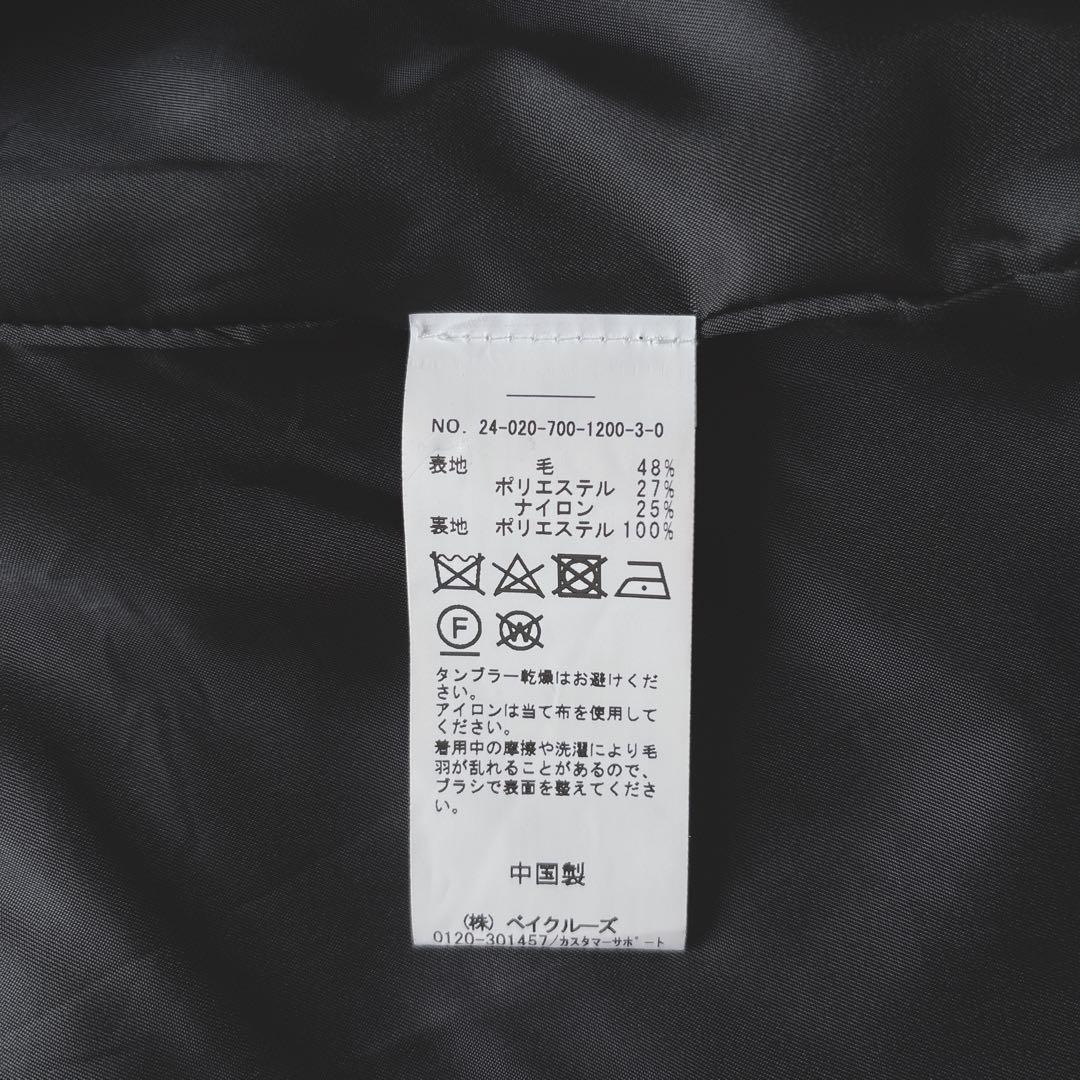 NO. 24-020-700-1200-3-0
表地 毛 48%
ポリエステル 27%
ナイロン 25%
裏地 ポリエステル 100%
F W
タンブラー乾燥はお避けくだ
さい。
アイロンは当て布を使用して
ください。
着用中の摩擦や洗濯により毛
羽が乱れることがあるので、
ブラシで表面を整えてくださ
い。
中国製
(株) ベイクルーズ
0120-301457/カスタマーサポート